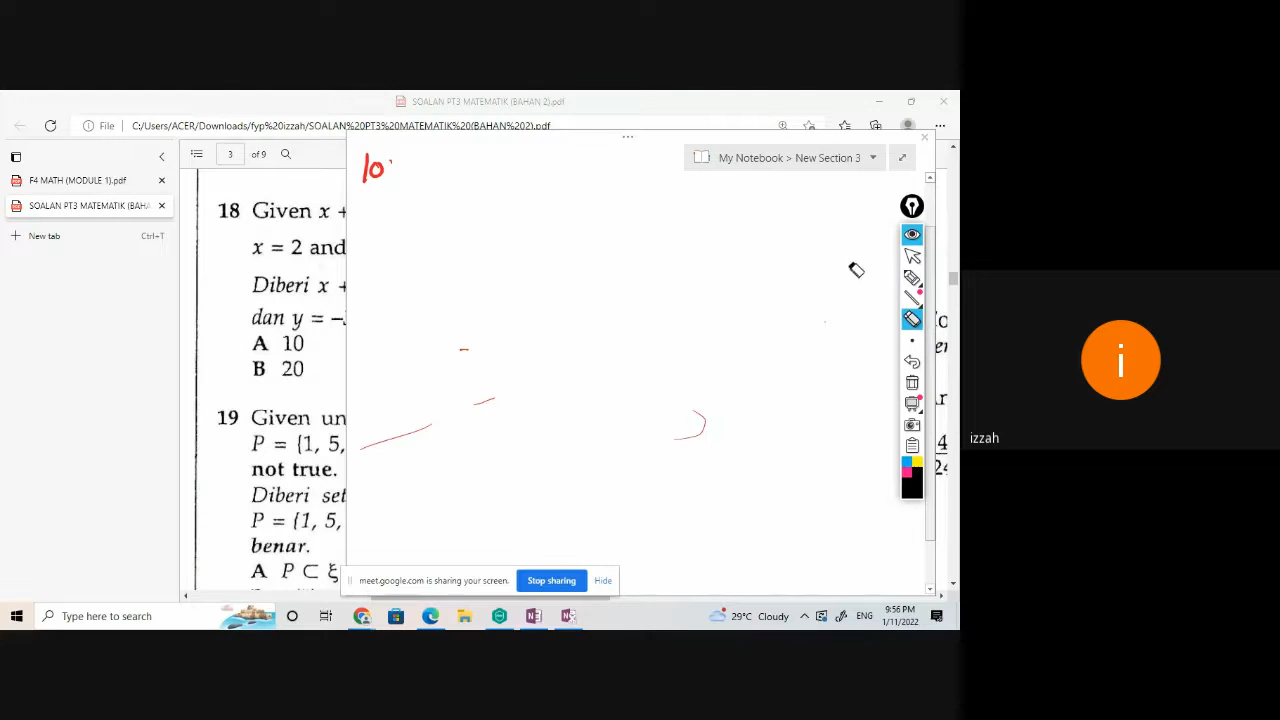 SOALAN PT3 MATEMATIK (BAHAN 2).pdf
File C:/Users/ACER/Downloads/fyp%20izzah/SOALAN%20PT3%20MATEMATIK%20(BAHAN%202).pdf
3 of 9
F4 MATH (MODULE 1).pdf
SOALAN PT3 MATEMATIK (BAHA
New tab Ctrl+T
My Notebook > New Section 3
10
18 Given x +
x = 2 and
Diberi x +
dan y = –
A 10
B 20
19 Given un
P = {1, 5,
not true.
Diberi set
P = {1, 5,
benar.
A P ⊂ ξ
meet.google.com is sharing your screen. Stop sharing Hide
i
izzah
Type here to search
29°C Cloudy
ENG
9:56 PM
1/11/2022